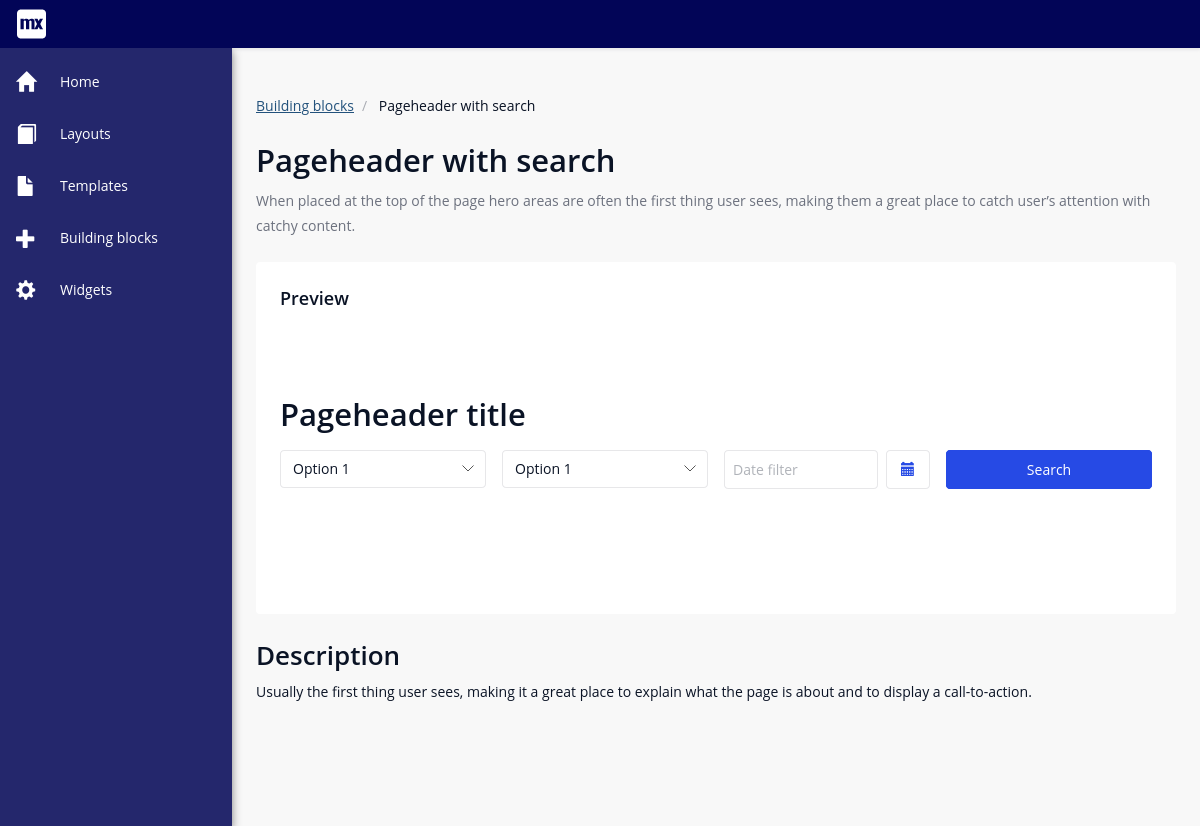 mx
Home
Layouts
Templates
Building blocks
Widgets
Building blocks / Pageheader with search
Pageheader with search
When placed at the top of the page hero areas are often the first thing user sees, making them a great place to catch user’s attention with
catchy content.
Preview
Pageheader title
Option 1
Option 1
Date filter
Search
Description
Usually the first thing user sees, making it a great place to explain what the page is about and to display a call-to-action.